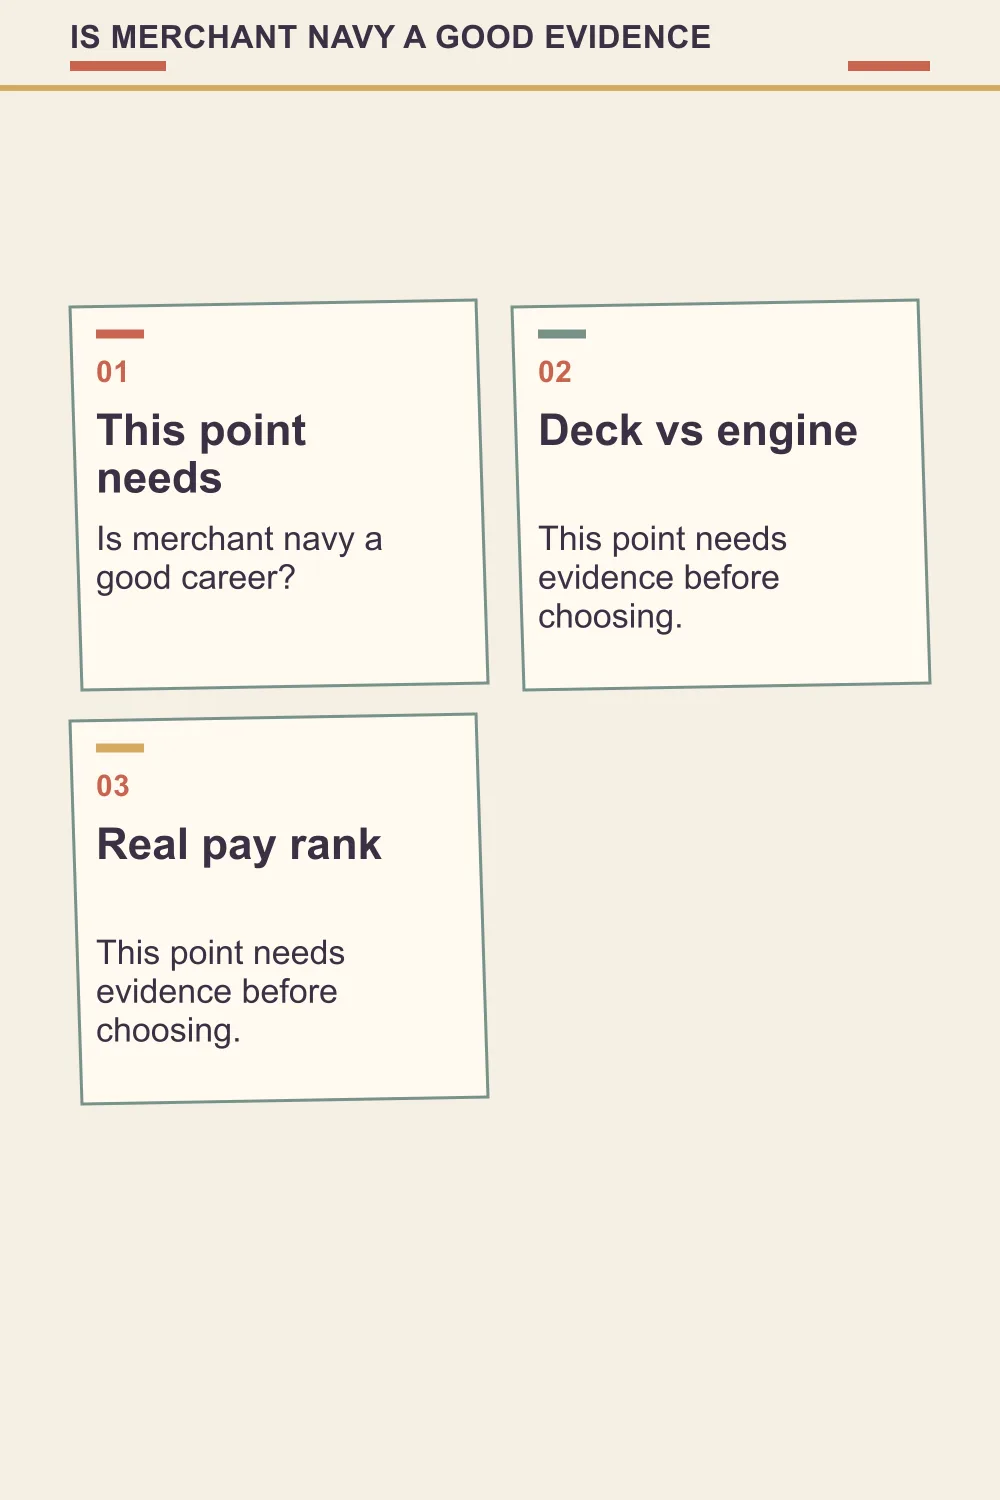 IS MERCHANT NAVY A GOOD EVIDENCE
01
This point
needs
Is merchant navy a
good career?
02
Deck vs engine
This point needs
evidence before
choosing.
03
Real pay rank
This point needs
evidence before
choosing.